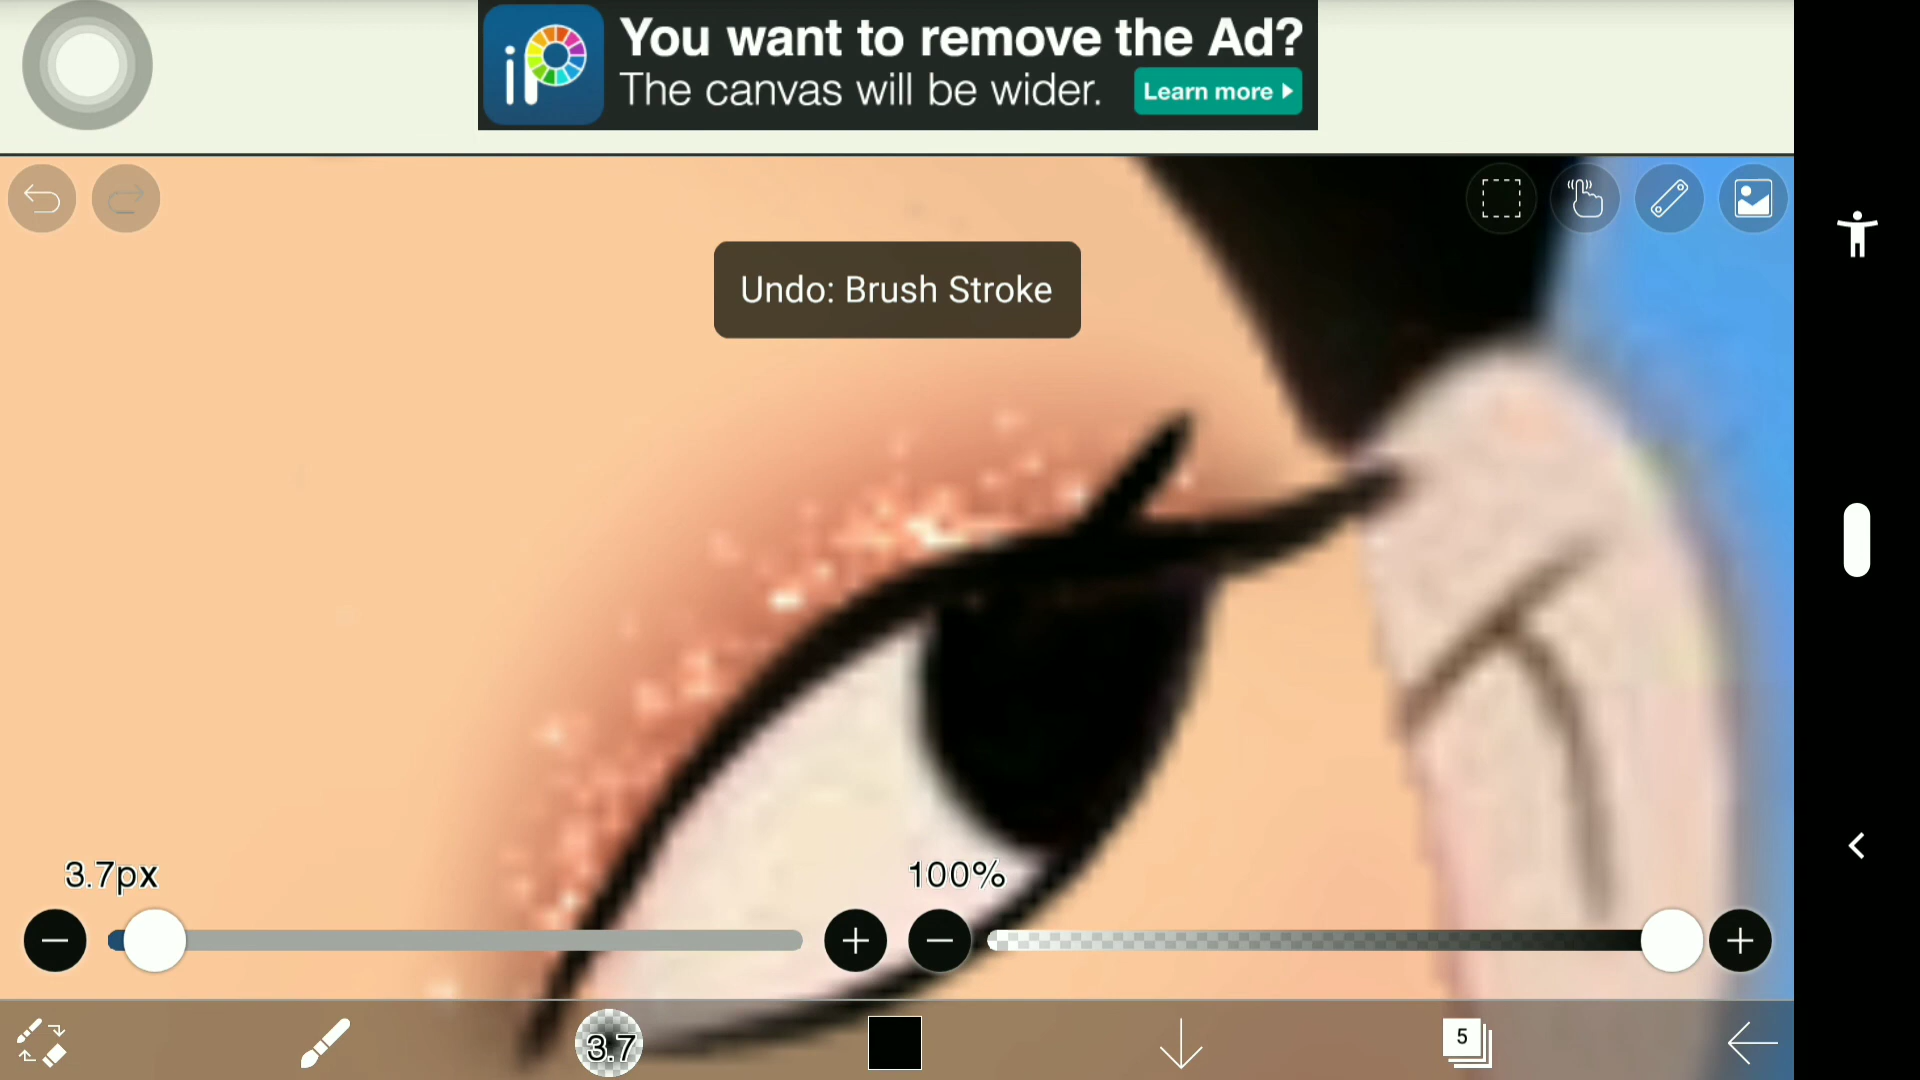 iP
You want to remove the Ad?
The canvas will be wider.
Learn more
Undo: Brush Stroke
3.7px
100%
3.7
5